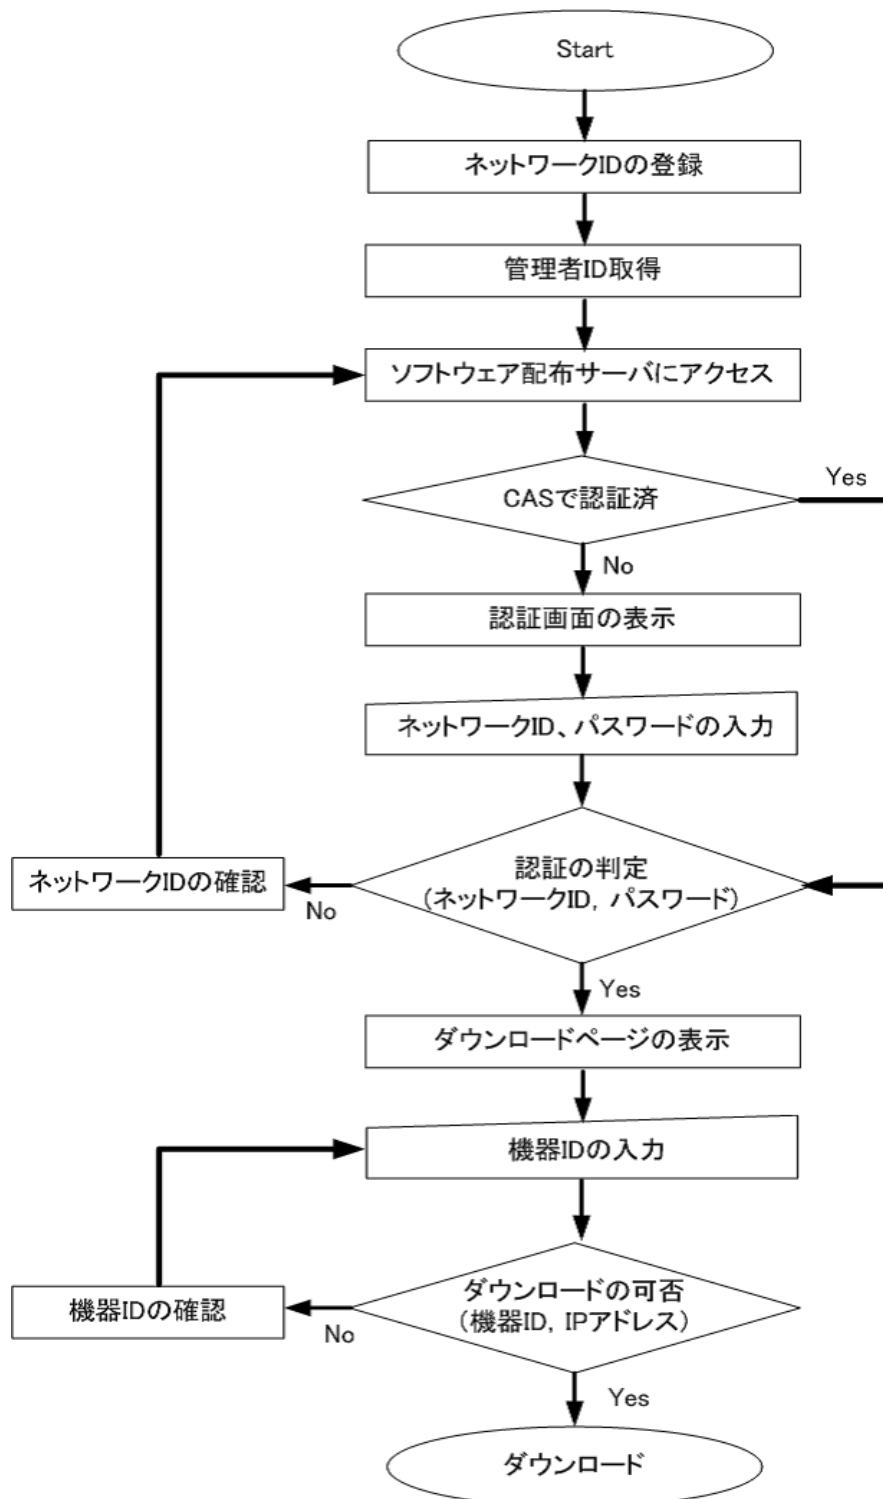 Start
ネットワークIDの登録
管理者ID取得
ソフトウェア配布サーバにアクセス
CASで認証済
Yes
No
認証画面の表示
ネットワークID、パスワードの入力
認証の判定
(ネットワークID, パスワード)
ネットワークIDの確認
No
Yes
ダウンロードページの表示
機器IDの入力
ダウンロードの可否
(機器ID, IPアドレス)
機器IDの確認
No
Yes
ダウンロード